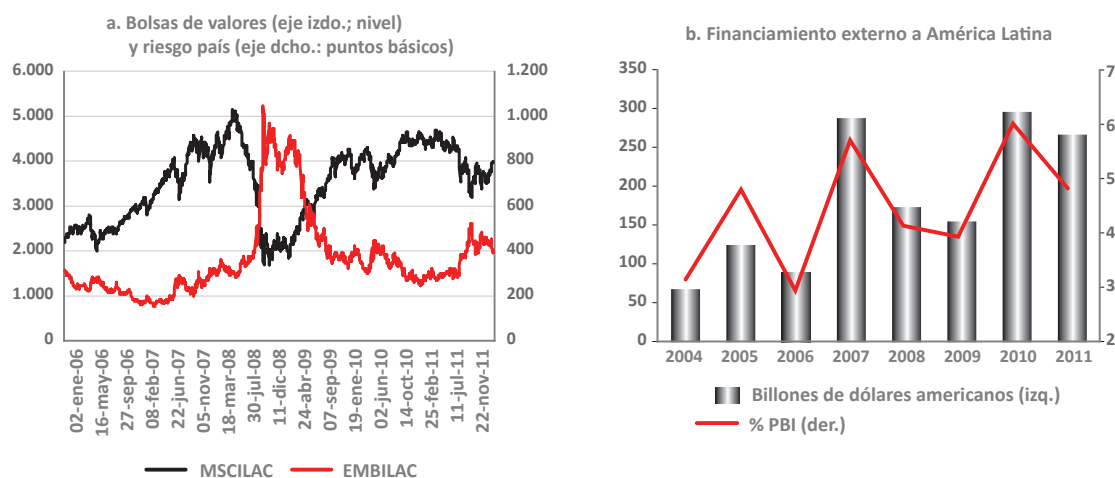 a. Bolsas de valores (eje izdo.; nivel)
y riesgo país (eje dcho.: puntos básicos)
6.000
5.000
4.000
3.000
2.000
1.000
0
1.200
1.000
800
600
400
200
0
02-ene-06
16-may-06
27-sep-06
08-feb-07
22-jun-07
05-nov-07
18-mar-08
30-jul-08
11-dic-08
24-abr-09
07-sep-09
19-ene-10
02-jun-10
14-oct-10
25-feb-11
11-jul-11
22-nov-11
MSCILAC EMBILAC
b. Financiamiento externo a América Latina
350
300
250
200
150
100
50
0
7
6
5
4
3
2
2004 2005 2006 2007 2008 2009 2010 2011
Billones de dólares americanos (izq.)
% PBI (der.)